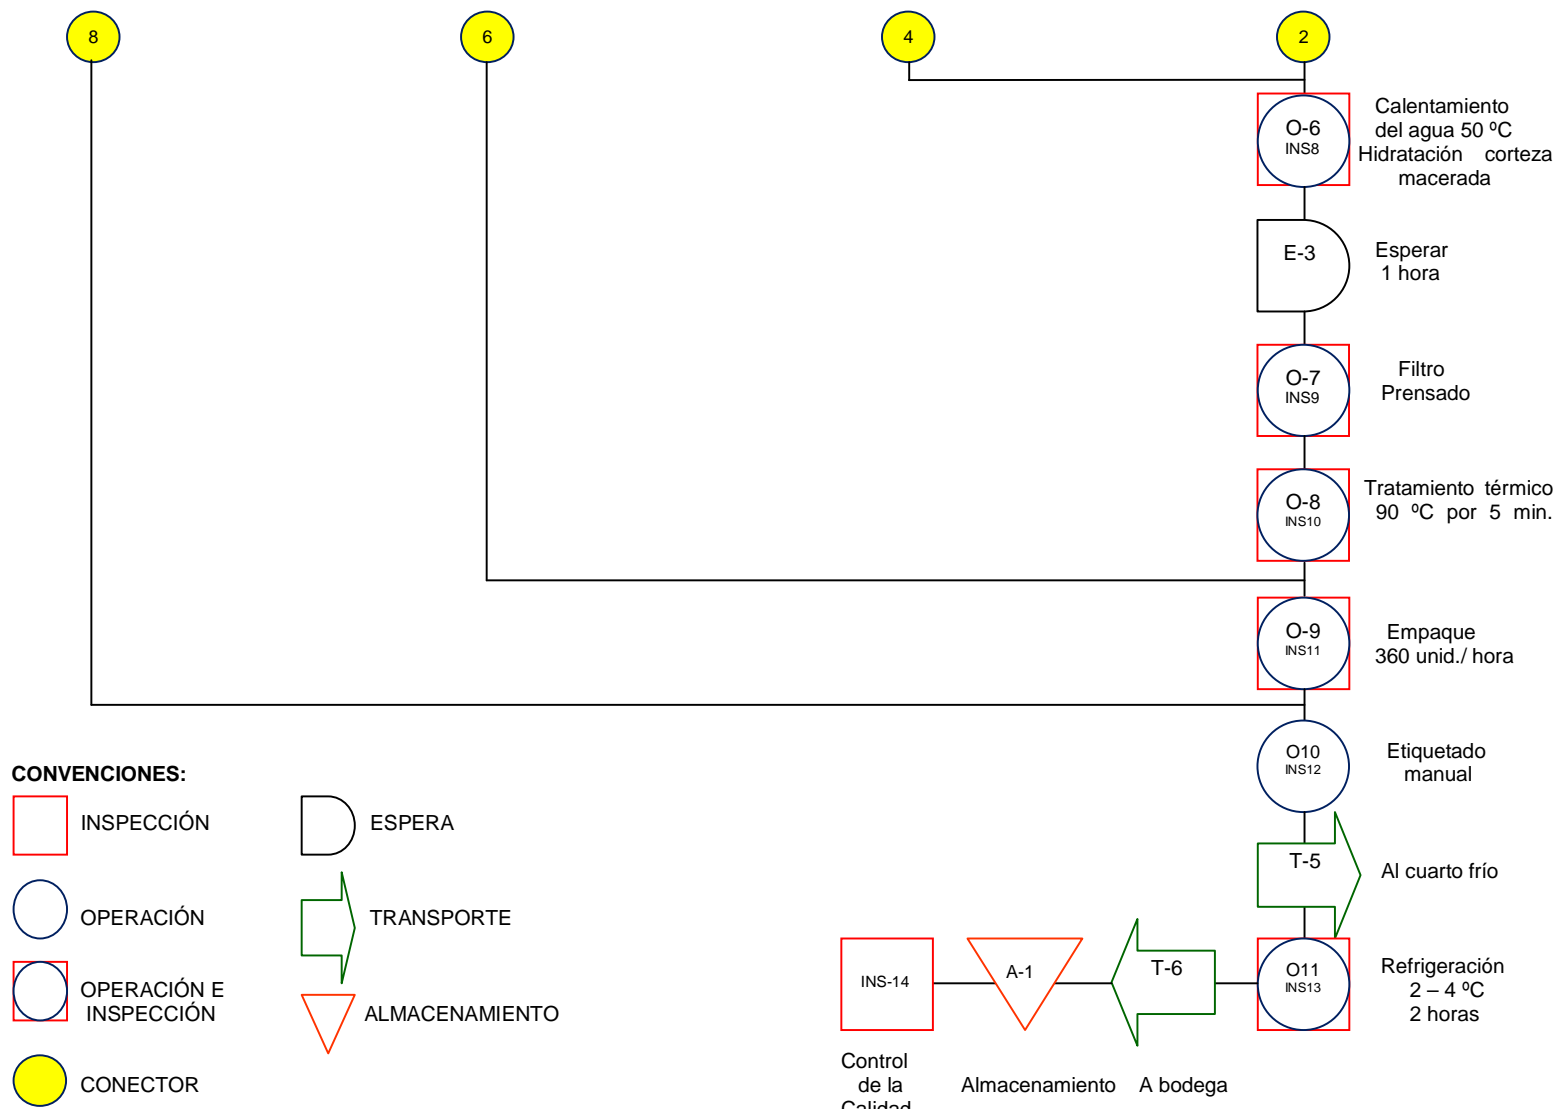 8
6
4
2
O-6
INS8
Calentamiento
del agua 50 ºC
Hidratación corteza
macerada
E-3
Esperar
1 hora
O-7
INS9
Filtro
Prensado
O-8
INS10
Tratamiento térmico
90 ºC por 5 min.
O-9
INS11
Empaque
360 unid./ hora
O10
INS12
Etiquetado
manual
T-5
Al cuarto frío
O11
INS13
Refrigeración
2 – 4 ºC
2 horas
T-6
A bodega
A-1
Almacenamiento
INS-14
Control
de la
Calidad
CONVENCIONES:
INSPECCIÓN
ESPERA
OPERACIÓN
TRANSPORTE
OPERACIÓN E
INSPECCIÓN
ALMACENAMIENTO
CONECTOR